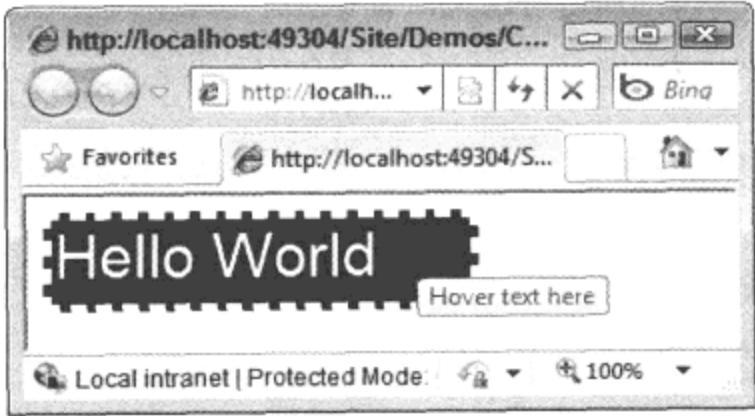 http://localhost:49304/Site/Demos/C...
http://localh...
Bing
Favorites
http://localhost:49304/S...
Hello World
Hover text here
Local intranet | Protected Mode:
100%